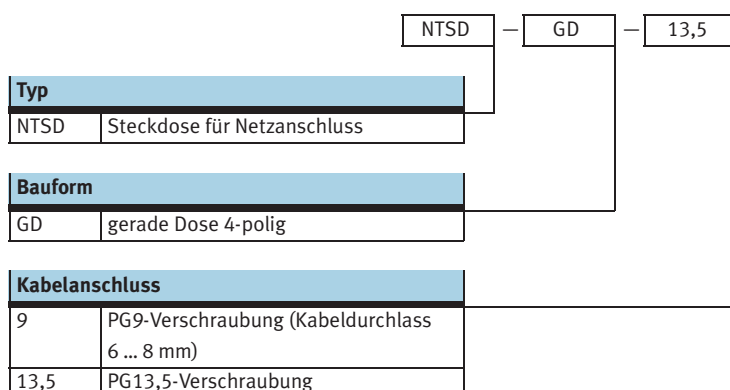 NTSD — GD — 13,5
Typ
NTSD Steckdose für Netzanschluss
Bauform
GD gerade Dose 4-polig
Kabelanschluss
9 PG9-Verschraubung (Kabeldurchlass
6 … 8 mm)
13,5 PG13,5-Verschraubung